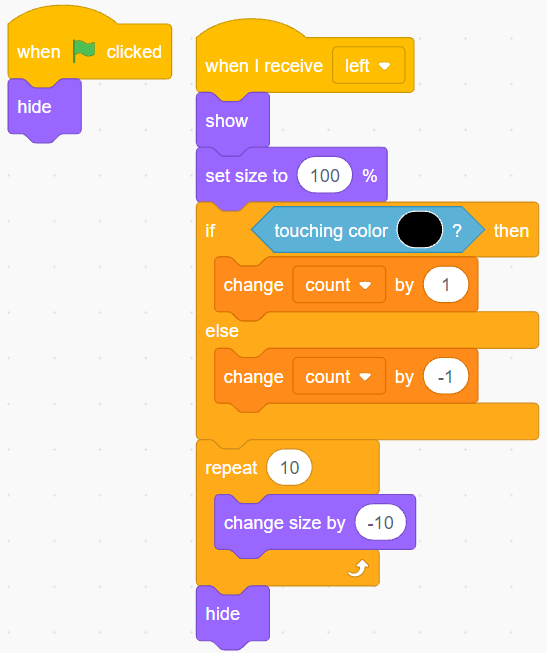 when clicked
hide
when I receive left
show
set size to 100 %
if touching color ? then
change count by 1
else
change count by -1
repeat 10
change size by -10
hide